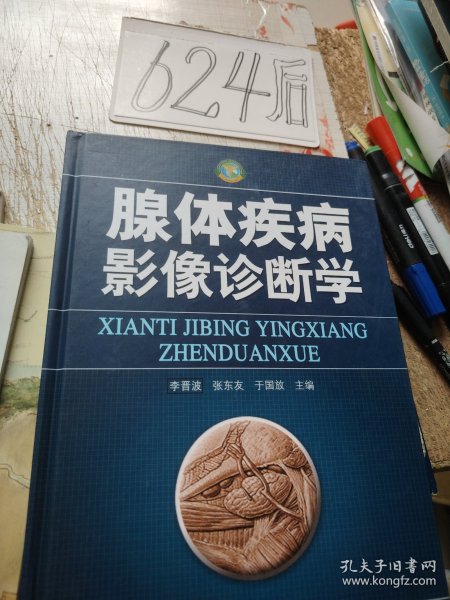 624后
腺体疾病
影像诊断学
XIANTI JIBING YINGXIANG
ZHENDUANXUE
李晋波 张东友 于国放 主编
孔夫子旧书网
www.kongfz.com